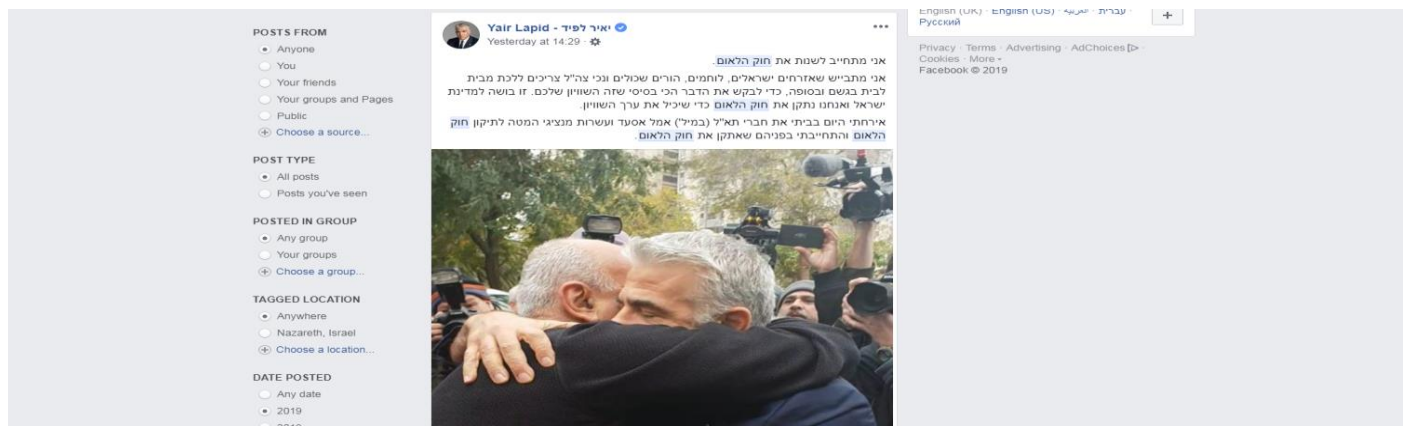 POSTS FROM
Anyone
You
Your friends
Your groups and Pages
Public
Choose a source...
POST TYPE
All posts
Posts you've seen
POSTED IN GROUP
Any group
Your groups
Choose a group...
TAGGED LOCATION
Anywhere
Nazareth, Israel
Choose a location...
DATE POSTED
Any date
2019
Yair Lapid - יאיר לפיד
Yesterday at 14:29 ·
אני מתחייב לשנות את חוק הלאום.
אני מתבייש שאזרחים ישראלים, לוחמים, הורים שכולים ונכי צה"ל צריכים ללכת מבית
לבית בגשם ובסופה, כדי לבקש את הדבר הכי בסיסי שזה השוויון שלכם. זו בושה למדינת
ישראל ואנחנו נתקן את חוק הלאום כדי שיכיל את ערך השוויון.
אירחתי היום בביתי את חברי תא"ל (במיל') אמל אסעד ועשרות מנציגי המטה לתיקון חוק
הלאום והתחייבתי בפניהם שאתקן את חוק הלאום.
English (UK) · English (US) · العربية · עברית ·
Русский
Privacy · Terms · Advertising · AdChoices ·
Cookies · More
Facebook © 2019